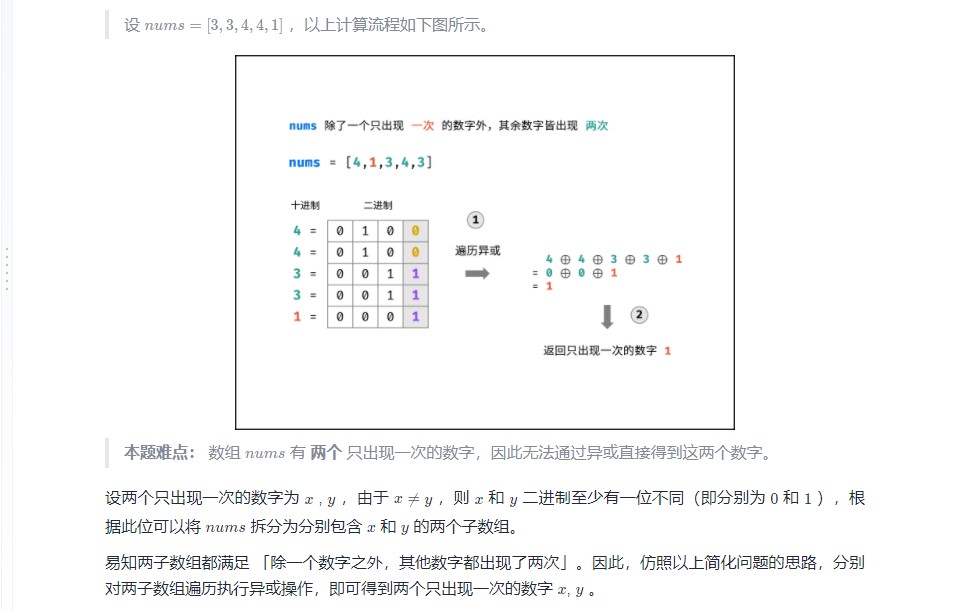 设 nums = [3, 3, 4, 4, 1] ，以上计算流程如下图所示。
nums 除了一个只出现 一次 的数字外，其余数字皆出现 两次
nums = [4,1,3,4,3]
十进制 二进制
4 = 0 1 0 0
4 = 0 1 0 0
3 = 0 0 1 1
3 = 0 0 1 1
1 = 0 0 0 1
1
遍历异或
4 ⊕ 4 ⊕ 3 ⊕ 3 ⊕ 1
= 0 ⊕ 0 ⊕ 1
= 1
2
返回只出现一次的数字 1
本题难点： 数组 nums 有 两个 只出现一次的数字，因此无法通过异或直接得到这两个数字。
设两个只出现一次的数字为 x , y ，由于 x ≠ y ，则 x 和 y 二进制至少有一位不同（即分别为 0 和 1 ），根
据此位可以将 nums 拆分为分别包含 x 和 y 的两个子数组。
易知两子数组都满足 「除一个数字之外，其他数字都出现了两次」。因此，仿照以上简化问题的思路，分别
对两子数组遍历执行异或操作，即可得到两个只出现一次的数字 x, y 。